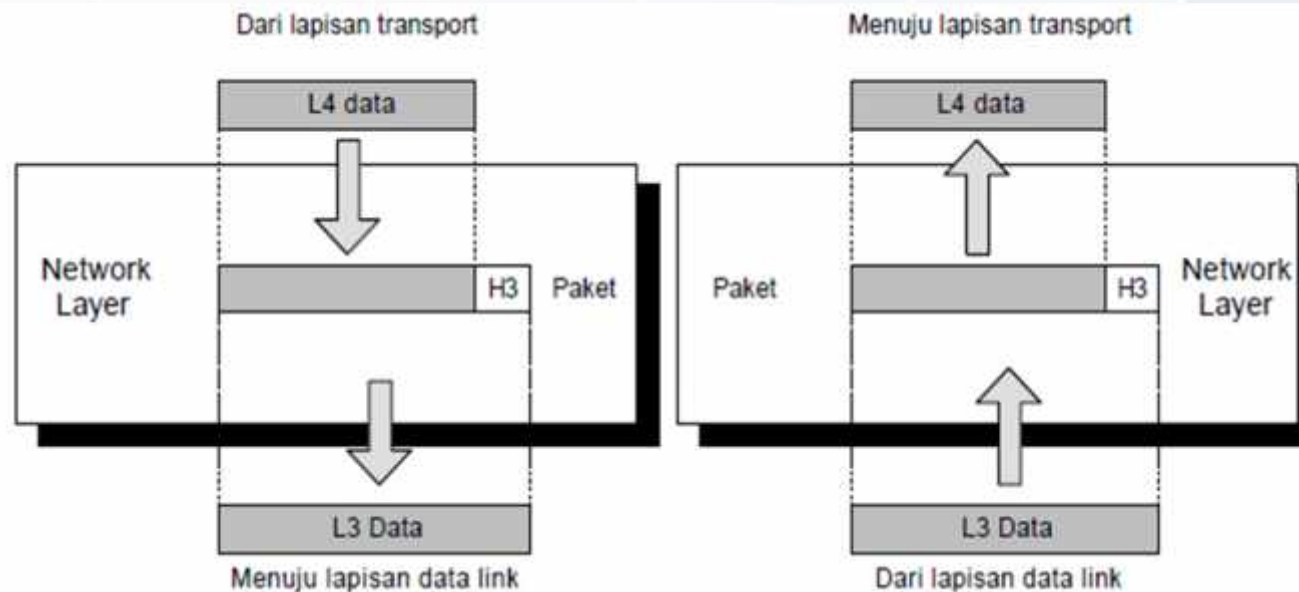 Dari lapisan transport
Menuju lapisan transport
L4 data
L4 data
Network
Layer
H3
Paket
Paket
H3
Network
Layer
L3 Data
L3 Data
Menuju lapisan data link
Dari lapisan data link